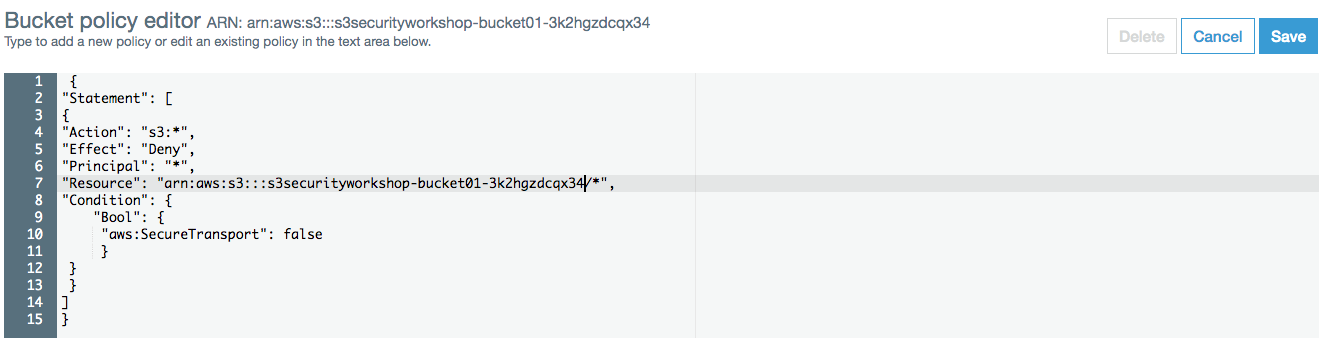 Bucket policy editor ARN: arn:aws:s3:::s3securityworkshop-bucket01-3k2hgzdcqx34
Type to add a new policy or edit an existing policy in the text area below.
Delete Cancel Save
1 {
2 "Statement": [
3 {
4 "Action": "s3:*",
5 "Effect": "Deny",
6 "Principal": "*",
7 "Resource": "arn:aws:s3:::s3securityworkshop-bucket01-3k2hgzdcqx34/*",
8 "Condition": {
9 "Bool": {
10 "aws:SecureTransport": false
11 }
12 }
13 }
14 ]
15 }